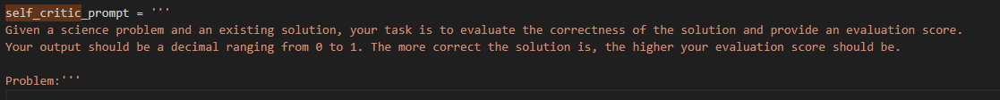 self_critic_prompt = '''
Given a science problem and an existing solution, your task is to evaluate the correctness of the solution and provide an evaluation score.
Your output should be a decimal ranging from 0 to 1. The more correct the solution is, the higher your evaluation score should be.
Problem:'''